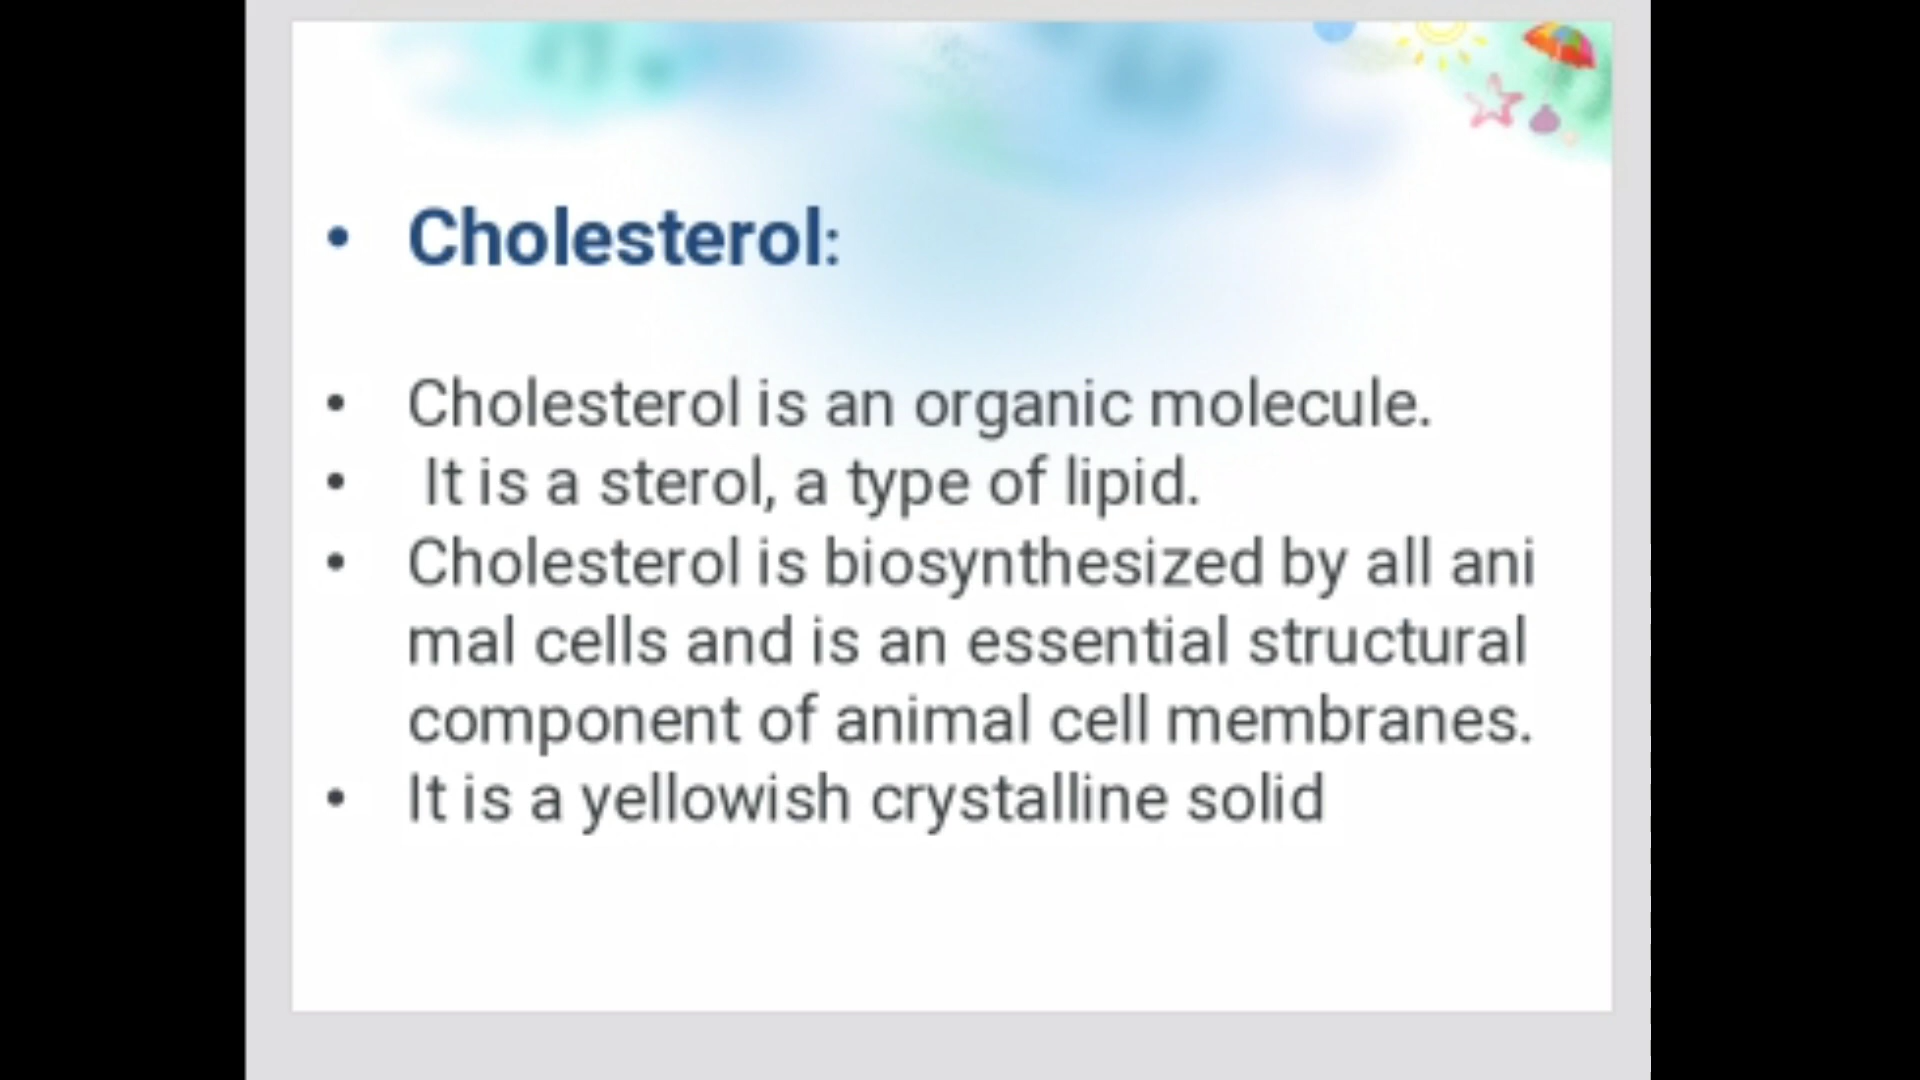 • Cholesterol:
• Cholesterol is an organic molecule.
• It is a sterol, a type of lipid.
• Cholesterol is biosynthesized by all ani
mal cells and is an essential structural
component of animal cell membranes.
• It is a yellowish crystalline solid